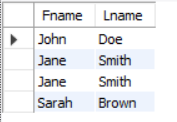 Fname Lname
John Doe
Jane Smith
Jane Smith
Sarah Brown